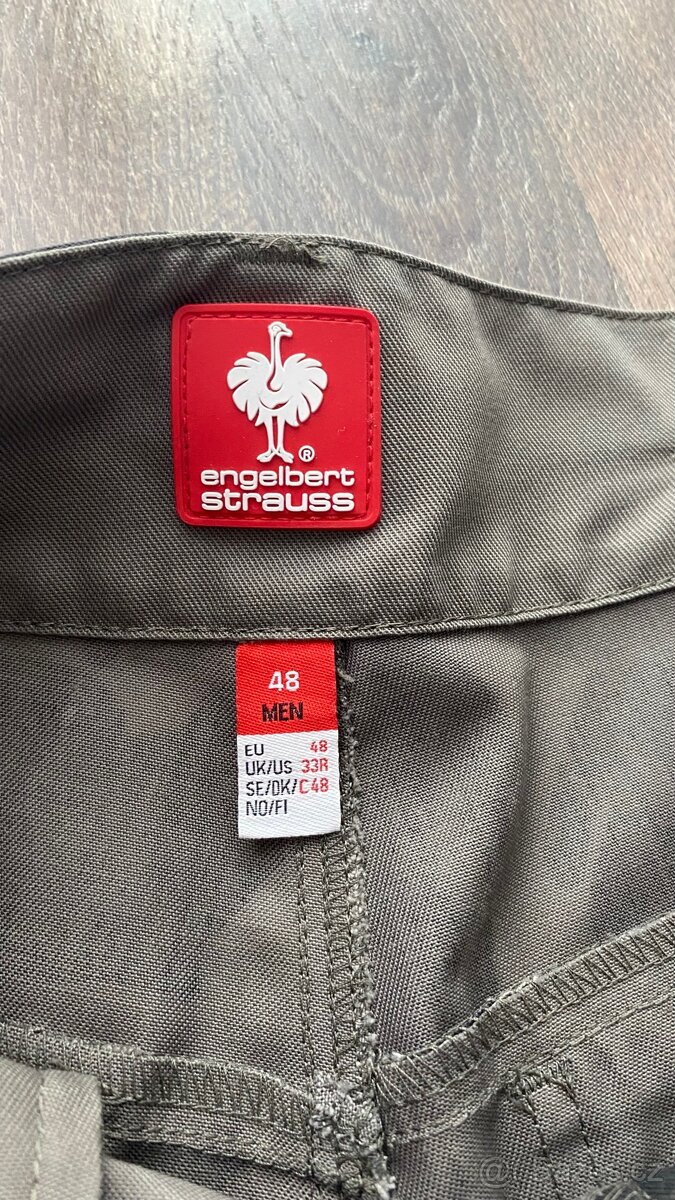 ®
engelbert
strauss
48
MEN
EU 48
UK/US 33R
SE/DK/C48
NO/FI